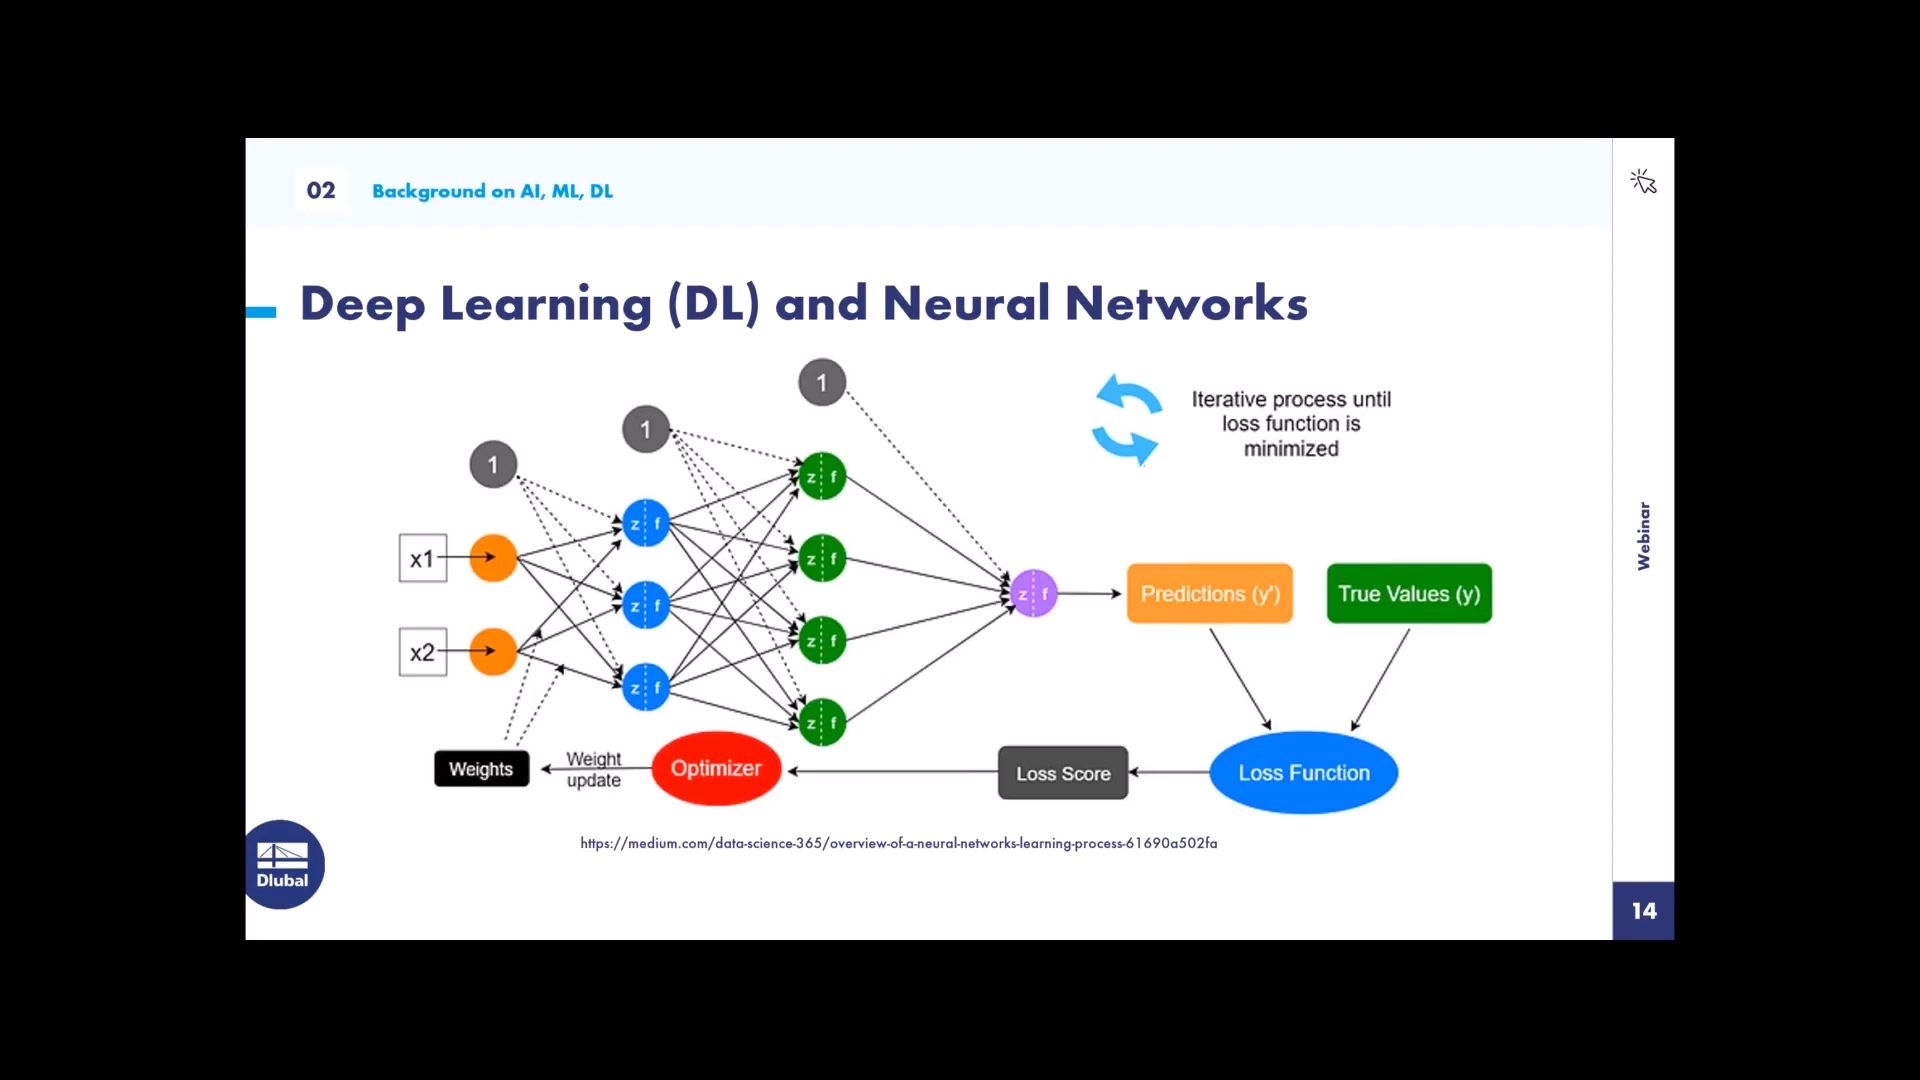 02
Background on AI, ML, DL
Deep Learning (DL) and Neural Networks
1
1
1
Iterative process until
loss function is
minimized
x1
x2
z f
z f
z f
z f
z f
z f
z f
z f
Predictions (y')
True Values (y)
Weights
Weight
update
Optimizer
Loss Score
Loss Function
https://medium.com/data-science-365/overview-of-a-neural-networks-learning-process-61690a502fa
Dlubal
Webinar
14